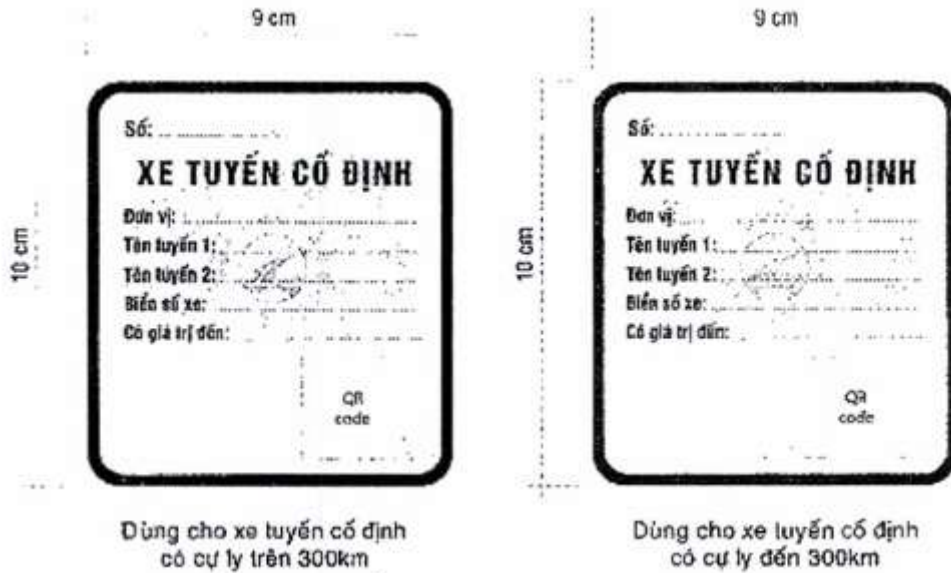 9 cm
10 cm
Số: ..................
XE TUYẾN CỐ ĐỊNH
Đơn vị: ..................
Tên tuyến 1: ..................
Tên tuyến 2: ..................
Biển số xe: ..................
Có giá trị đến: ..................
QR
code
Dùng cho xe tuyến cố định
có cự ly trên 300km
9 cm
10 cm
Số: ..................
XE TUYẾN CỐ ĐỊNH
Đơn vị: ..................
Tên tuyến 1: ..................
Tên tuyến 2: ..................
Biển số xe: ..................
Có giá trị đến: ..................
QR
code
Dùng cho xe tuyến cố định
có cự ly đến 300km